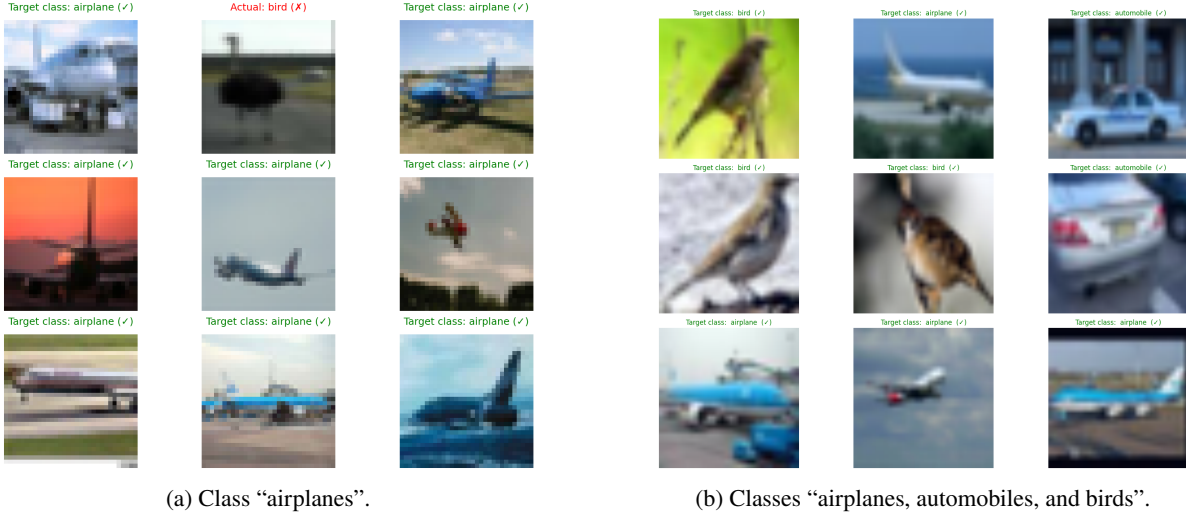 Target class: airplane (✓)
Actual: bird (✗)
Target class: airplane (✓)
Target class: airplane (✓)
Target class: airplane (✓)
Target class: airplane (✓)
Target class: airplane (✓)
Target class: airplane (✓)
Target class: airplane (✓)
(a) Class “airplanes”.
Target class: bird (✓)
Target class: airplane (✓)
Target class: automobile (✓)
Target class: bird (✓)
Target class: bird (✓)
Target class: automobile (✓)
Target class: airplane (✓)
Target class: airplane (✓)
Target class: airplane (✓)
(b) Classes “airplanes, automobiles, and birds”.